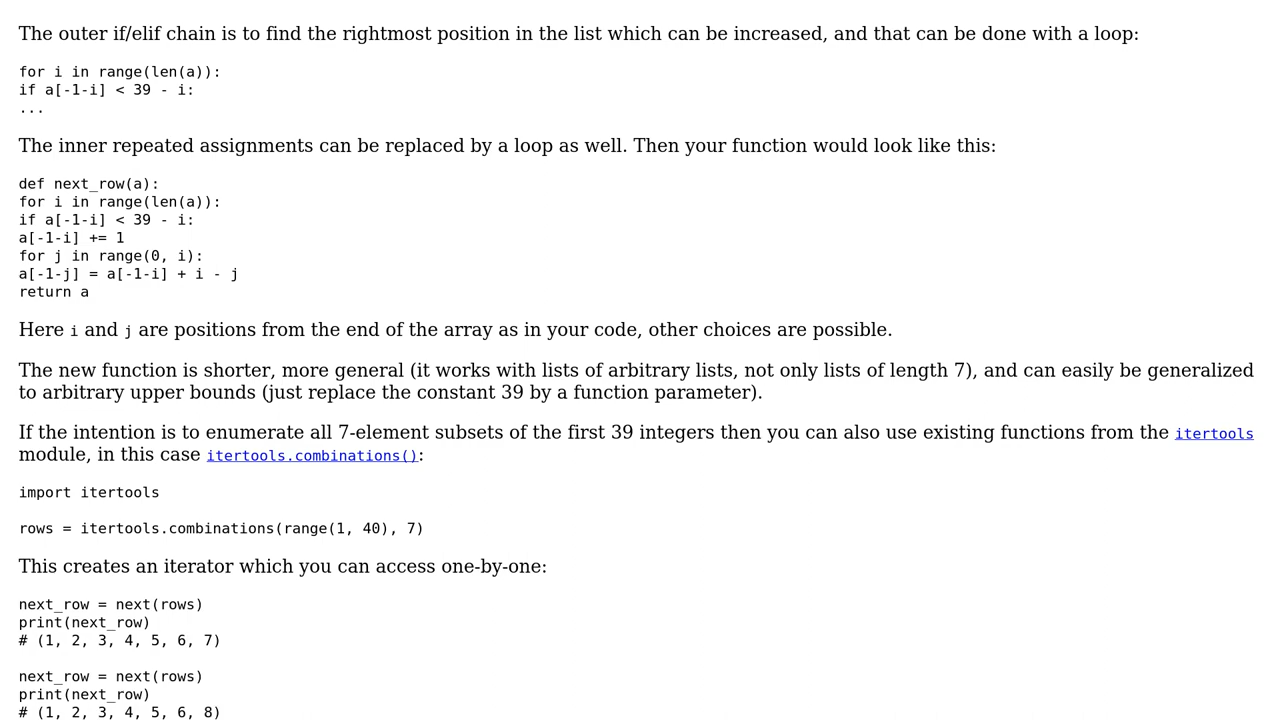 The outer if/elif chain is to find the rightmost position in the list which can be increased, and that can be done with a loop:
for i in range(len(a)):
if a[-1-i] < 39 - i:
...
The inner repeated assignments can be replaced by a loop as well. Then your function would look like this:
def next_row(a):
for i in range(len(a)):
if a[-1-i] < 39 - i:
a[-1-i] += 1
for j in range(0, i):
a[-1-j] = a[-1-i] + i - j
return a
Here i and j are positions from the end of the array as in your code, other choices are possible.
The new function is shorter, more general (it works with lists of arbitrary lists, not only lists of length 7), and can easily be generalized
to arbitrary upper bounds (just replace the constant 39 by a function parameter).
If the intention is to enumerate all 7-element subsets of the first 39 integers then you can also use existing functions from the itertools
module, in this case itertools.combinations():
import itertools
rows = itertools.combinations(range(1, 40), 7)
This creates an iterator which you can access one-by-one:
next_row = next(rows)
print(next_row)
# (1, 2, 3, 4, 5, 6, 7)
next_row = next(rows)
print(next_row)
# (1, 2, 3, 4, 5, 6, 8)